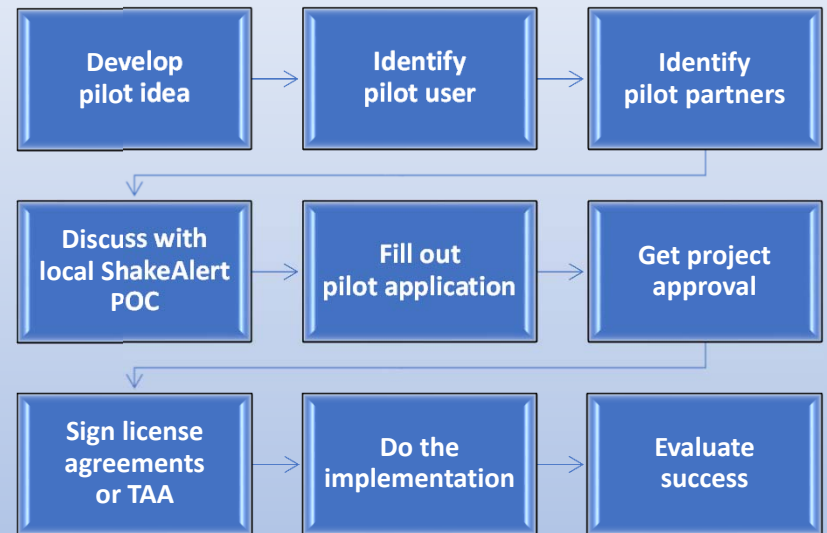 Develop
pilot idea
Identify
pilot user
Identify
pilot partners
Discuss with
local ShakeAlert
POC
Fill out
pilot application
Get project
approval
Sign license
agreements
or TAA
Do the
implementation
Evaluate
success